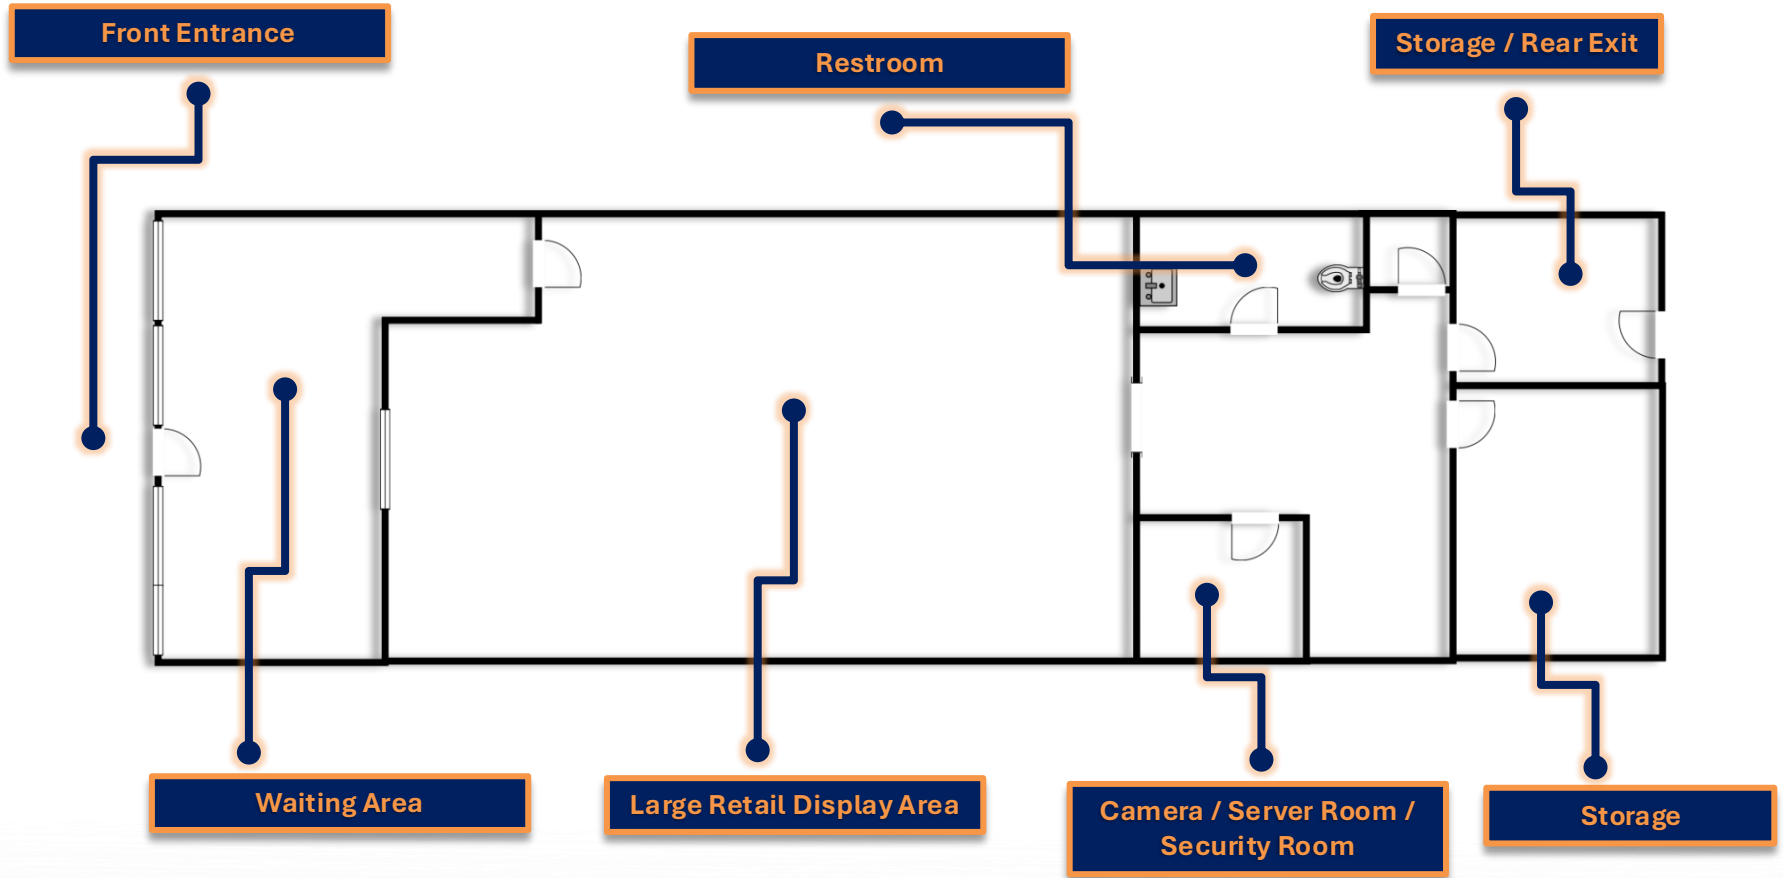 Front Entrance
Restroom
Storage / Rear Exit
Waiting Area
Large Retail Display Area
Camera / Server Room /
Security Room
Storage